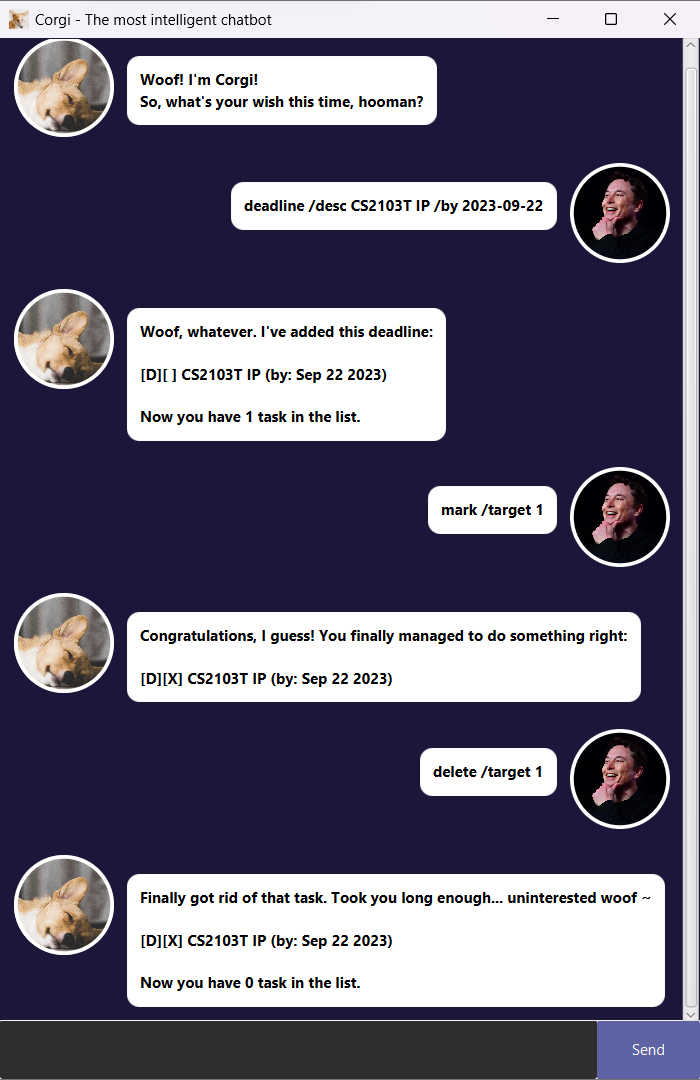 Corgi - The most intelligent chatbot
Woof! I'm Corgi!
So, what's your wish this time, hooman?
deadline /desc CS2103T IP /by 2023-09-22
Woof, whatever. I've added this deadline:
[D][ ] CS2103T IP (by: Sep 22 2023)
Now you have 1 task in the list.
mark /target 1
Congratulations, I guess! You finally managed to do something right:
[D][X] CS2103T IP (by: Sep 22 2023)
delete /target 1
Finally got rid of that task. Took you long enough... uninterested woof ~
[D][X] CS2103T IP (by: Sep 22 2023)
Now you have 0 task in the list.
Send